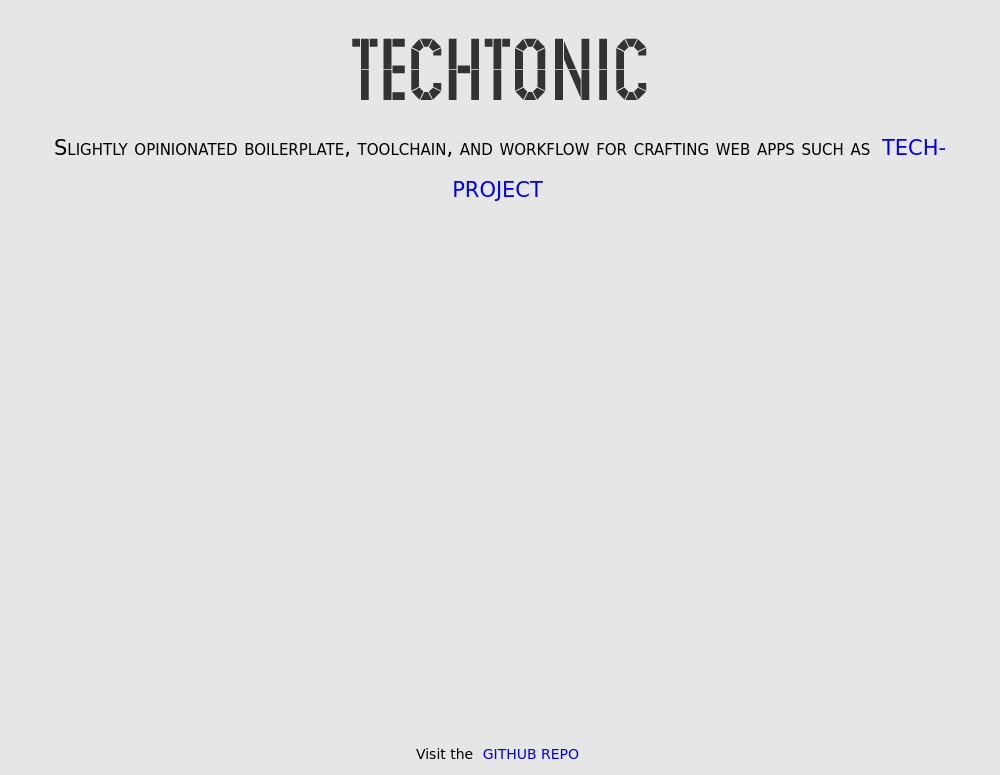 TECHTONIC
Slightly opinionated boilerplate, toolchain, and workflow for crafting web apps such as TECH-
PROJECT
Visit the GITHUB REPO